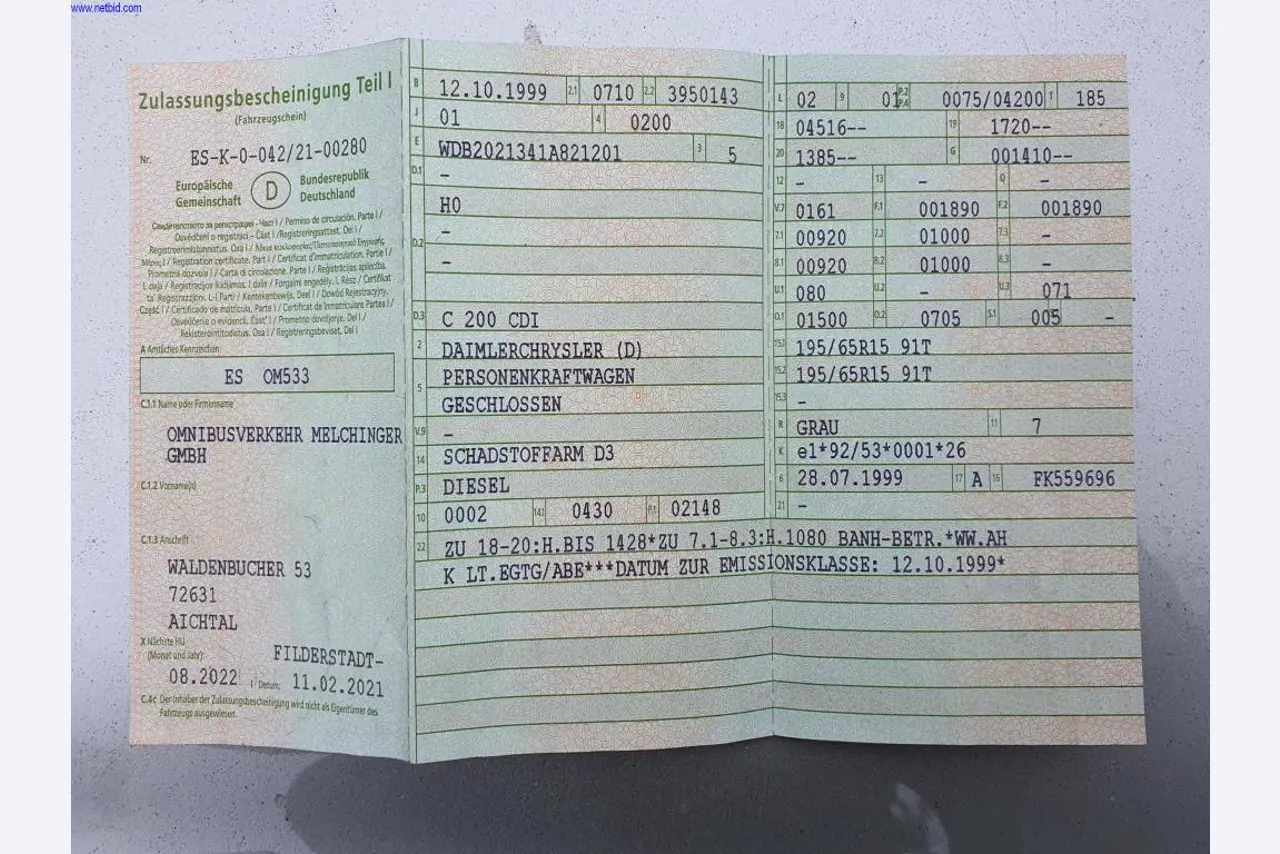 www.netbid.com
Zulassungsbescheinigung Teil I
(Fahrzeugschein)
Nr. ES-K-0-042/21-00280
Europäische Gemeinschaft D Bundesrepublik Deutschland
A Amtliches Kennzeichen
ES OM533
C.1.1 Name oder Firmenname
OMNIBUSVERKEHR MELCHINGER
GMBH
C.1.2 Vorname(n)
C.1.3 Anschrift
WALDENBUCHER 53
72631
AICHTAL
X Nächste HU
(Monat und Jahr):
FILDERSTADT-
08.2022 I Datum: 11.02.2021
C.4c Der Inhaber der Zulassungsbescheinigung wird nicht als Eigentümer des
Fahrzeugs ausgewiesen.
B 12.10.1999 2.1 0710 2.2 3950143
J 01 4 0200
E WDB2021341A821201 3 5
D.1 –
H0
–
D.2 –
D.3 C 200 CDI
2 DAIMLERCHRYSLER (D)
5 PERSONENKRAFTWAGEN
GESCHLOSSEN
V.9 –
14 SCHADSTOFFARM D3
P.3 DIESEL
10 0002 14.1 0430 P.1 02148
L 02 9 01 P.2 P.4 0075/04200 T 185
18 04516-- 19 1720--
20 1385-- G 001410--
12 – 13 – Q –
V.7 0161 F.1 001890 F.2 001890
7.1 00920 7.2 01000 7.3 –
8.1 00920 8.2 01000 8.3 –
U.1 080 U.2 – U.3 071
O.1 01500 O.2 0705 S.1 005 –
15.1 195/65R15 91T
15.2 195/65R15 91T
15.3 –
R GRAU 11 7
K e1*92/53*0001*26
6 28.07.1999 17 A 16 FK559696
21 –
22 ZU 18-20:H.BIS 1428*ZU 7.1-8.3:H.1080 BANH-BETR.*WW.AH
K LT.EGTG/ABE***DATUM ZUR EMISSIONSKLASSE: 12.10.1999*